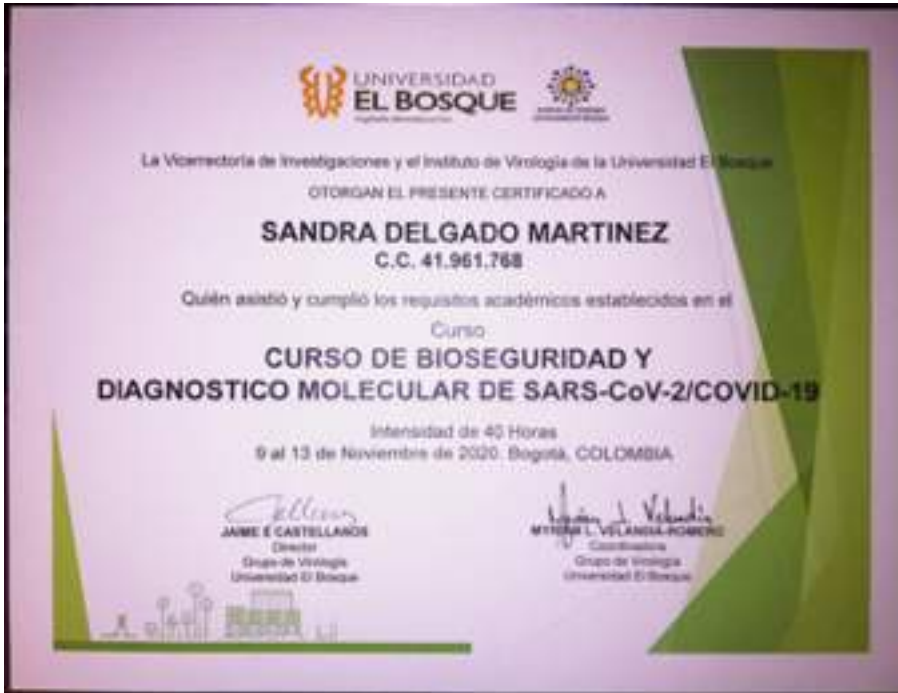 UNIVERSIDAD
EL BOSQUE
La Vicerrectoría de Investigaciones y el Instituto de Virología de la Universidad El Bosque
OTORGAN EL PRESENTE CERTIFICADO A
SANDRA DELGADO MARTINEZ
C.C. 41.961.768
Quién asistió y cumplió los requisitos académicos establecidos en el
Curso
CURSO DE BIOSEGURIDAD Y
DIAGNOSTICO MOLECULAR DE SARS-CoV-2/COVID-19
Intensidad de 40 Horas
9 al 13 de Noviembre de 2020. Bogotá, COLOMBIA
JAIME E CASTELLANOS
Director
Grupo de Virología
Universidad El Bosque
L. VELANDIA-ROMERO
Coordinadora
Grupo de Virología
Universidad El Bosque